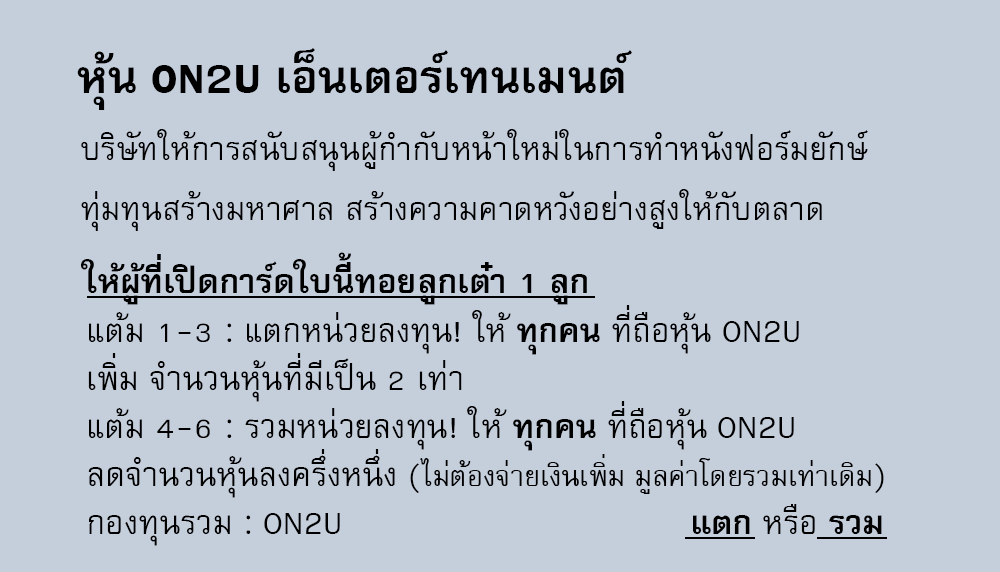 หุ้น ON2U เอ็นเตอร์เทนเมนต์
บริษัทให้การสนับสนุนผู้กำกับหน้าใหม่ในการทำหนังฟอร์มยักษ์
ทุ่มทุนสร้างมหาศาล สร้างความคาดหวังอย่างสูงให้กับตลาด
ให้ผู้ที่เปิดการ์ดใบนี้ทอยลูกเต๋า 1 ลูก
แต้ม 1-3 : แตกหน่วยลงทุน! ให้ ทุกคน ที่ถือหุ้น ON2U
เพิ่ม จำนวนหุ้นที่มีเป็น 2 เท่า
แต้ม 4-6 : รวมหน่วยลงทุน! ให้ ทุกคน ที่ถือหุ้น ON2U
ลดจำนวนหุ้นลงครึ่งหนึ่ง (ไม่ต้องจ่ายเงินเพิ่ม มูลค่าโดยรวมเท่าเดิม)
กองทุนรวม : ON2U แตก หรือ รวม